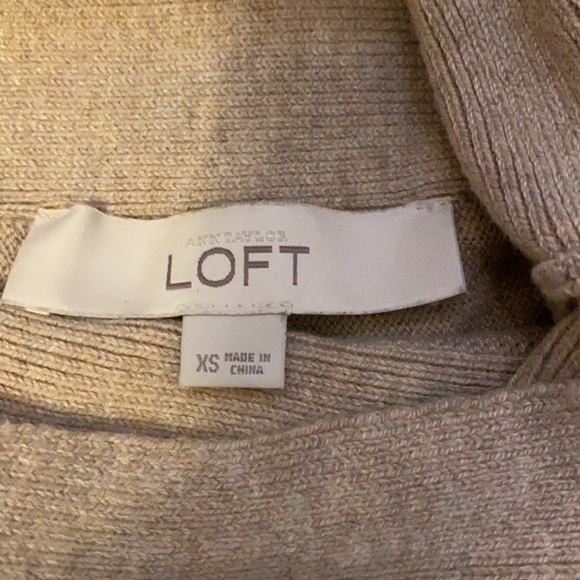 ANN TAYLOR
LOFT
XS MADE IN
CHINA